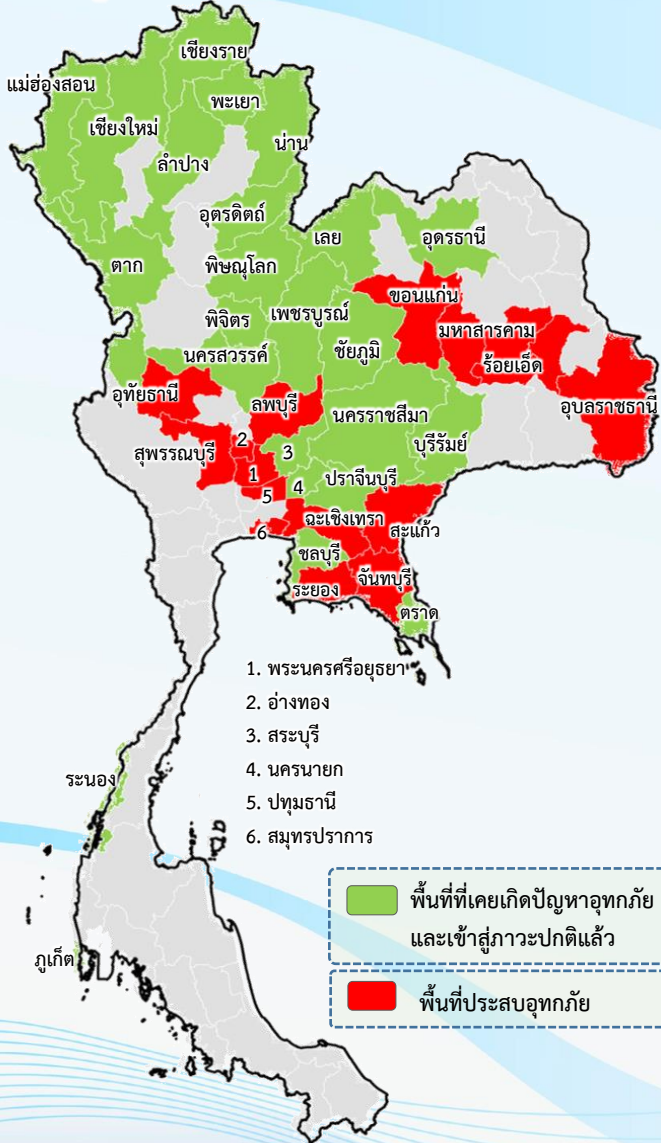 เชียงราย
แม่ฮ่องสอน
พะเยา
เชียงใหม่
น่าน
ลำปาง
อุตรดิตถ์
เลย
อุดรธานี
ตาก
พิษณุโลก
ขอนแก่น
เพชรบูรณ์
พิจิตร
มหาสารคาม
ชัยภูมิ
นครสวรรค์
ร้อยเอ็ด
อุทัยธานี
ลพบุรี
อุบลราชธานี
นครราชสีมา
2
บุรีรัมย์
สุพรรณบุรี
3
1
ปราจีนบุรี
4
5
ฉะเชิงเทรา
6
สะแก้ว
ชลบุรี
จันทบุรี
ระยอง
ตราด
1. พระนครศรีอยุธยา
2. อ่างทอง
3. สระบุรี
4. นครนายก
5. ปทุมธานี
6. สมุทรปราการ
ระนอง
ภูเก็ต
พื้นที่ที่เคยเกิดปัญหาอุทกภัย
และเข้าสู่ภาวะปกติแล้ว
พื้นที่ประสบอุทกภัย